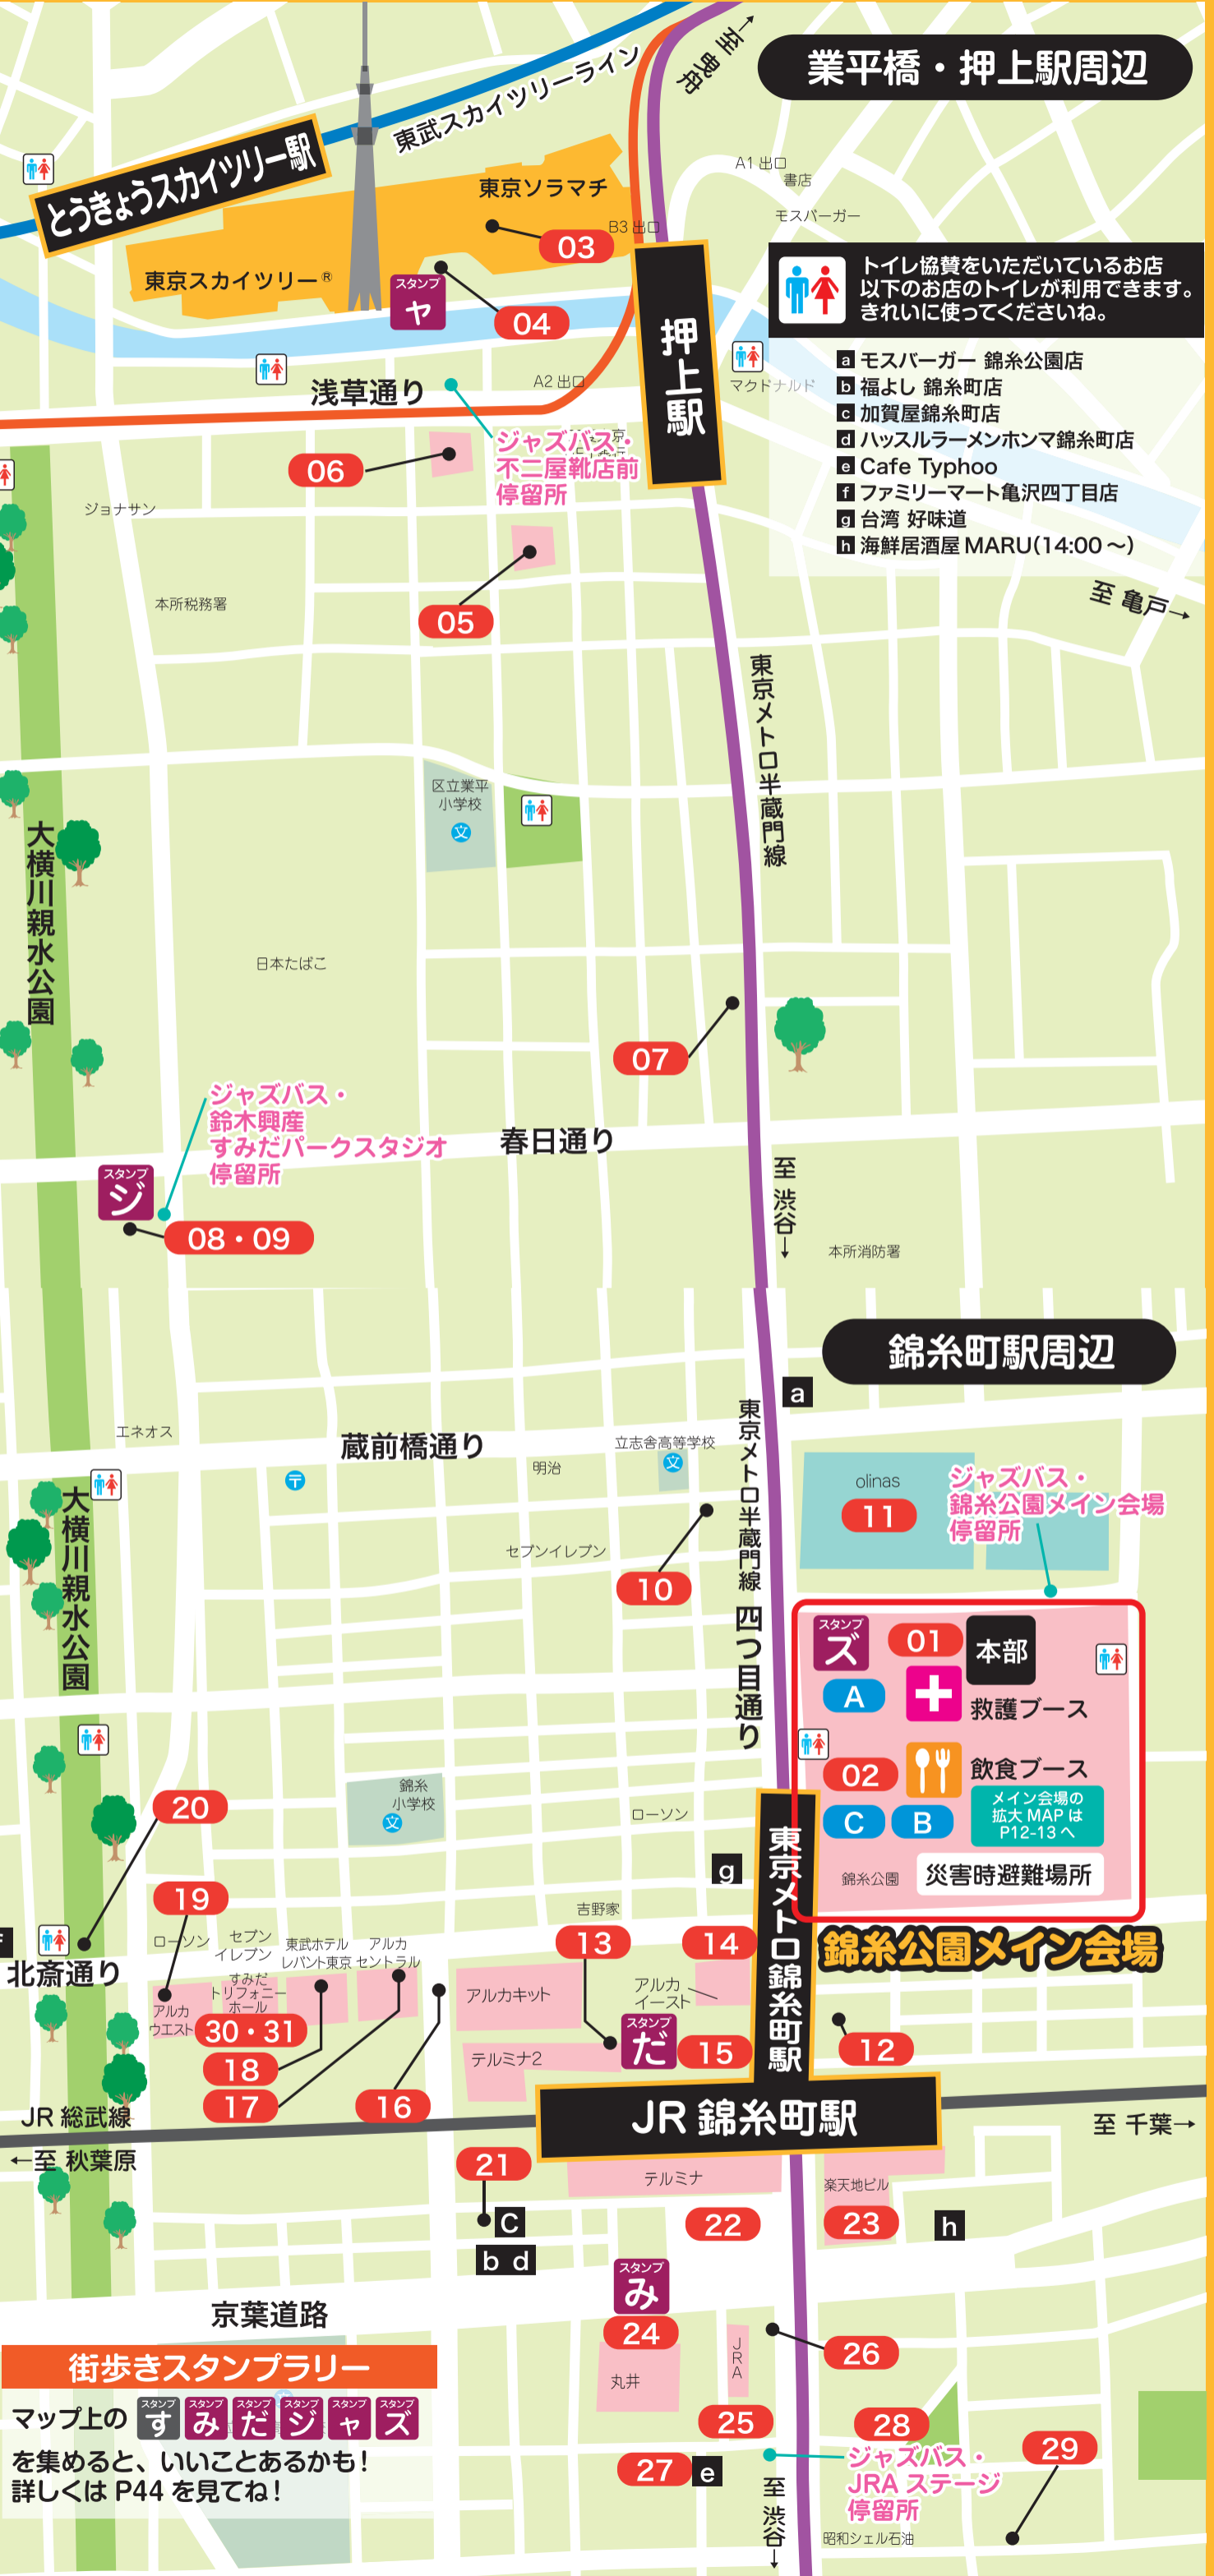 業平橋・押上駅周辺
→至 曳舟
東武スカイツリーライン
とうきょうスカイツリー駅
東京ソラマチ
A1 出口
書店
モスバーガー
B3 出口
03
東京スカイツリー®
スタンプ
ャ
04
押上駅
トイレ協賛をいただいているお店
以下のお店のトイレが利用できます。
きれいに使ってくださいね。
a モスバーガー 錦糸公園店
b 福よし 錦糸町店
c 加賀屋錦糸町店
d ハッスルラーメンホンマ錦糸町店
e Cafe Typhoo
f ファミリーマート亀沢四丁目店
g 台湾 好味道
h 海鮮居酒屋 MARU(14:00 〜)
マクドナルド
A2 出口
浅草通り
ジャズバス・
不二屋靴店前
停留所
06
ジョナサン
05
本所税務署
至 亀戸→
東京メトロ半蔵門線
区立業平
小学校
文
大横川親水公園
日本たばこ
07
ジャズバス・
鈴木興産
すみだパークスタジオ
停留所
春日通り
スタンプ
ジ
08・09
至 渋谷→
本所消防署
錦糸町駅周辺
a
エネオス
蔵前橋通り
〒
明治
立志舎高等学校
文
東京メトロ半蔵門線
olinas
11
ジャズバス・
錦糸公園メイン会場
停留所
大横川親水公園
セブンイレブン
10
四つ目通り
スタンプ
ズ
01
本部
A
救護ブース
02
飲食ブース
C
B
メイン会場の
拡大 MAP は
P12-13 へ
錦糸公園
災害時避難場所
錦糸公園メイン会場
錦糸
小学校
文
ローソン
g
東京メトロ錦糸町駅
20
19
北斎通り
ローソン
セブン
イレブン
東武ホテル
レバント東京
アルカ
セントラル
すみだ
トリフォニー
ホール
アルカ
ウエスト
30・31
18
17
16
吉野家
13
14
アルカキット
アルカ
イースト
テルミナ2
スタンプ
だ
15
12
JR 総武線
←至 秋葉原
JR 錦糸町駅
至 千葉→
21
テルミナ
楽天地ビル
C
22
23
h
b d
スタンプ
み
京葉道路
24
丸井
JRA
26
25
28
27
e
ジャズバス・
JRA ステージ
停留所
29
至 渋谷→
昭和シェル石油
街歩きスタンプラリー
マップ上の スタンプ す スタンプ み スタンプ だ スタンプ ジ スタンプ ャ スタンプ ズ
を集めると、いいことあるかも！
詳しくは P44 を見てね！